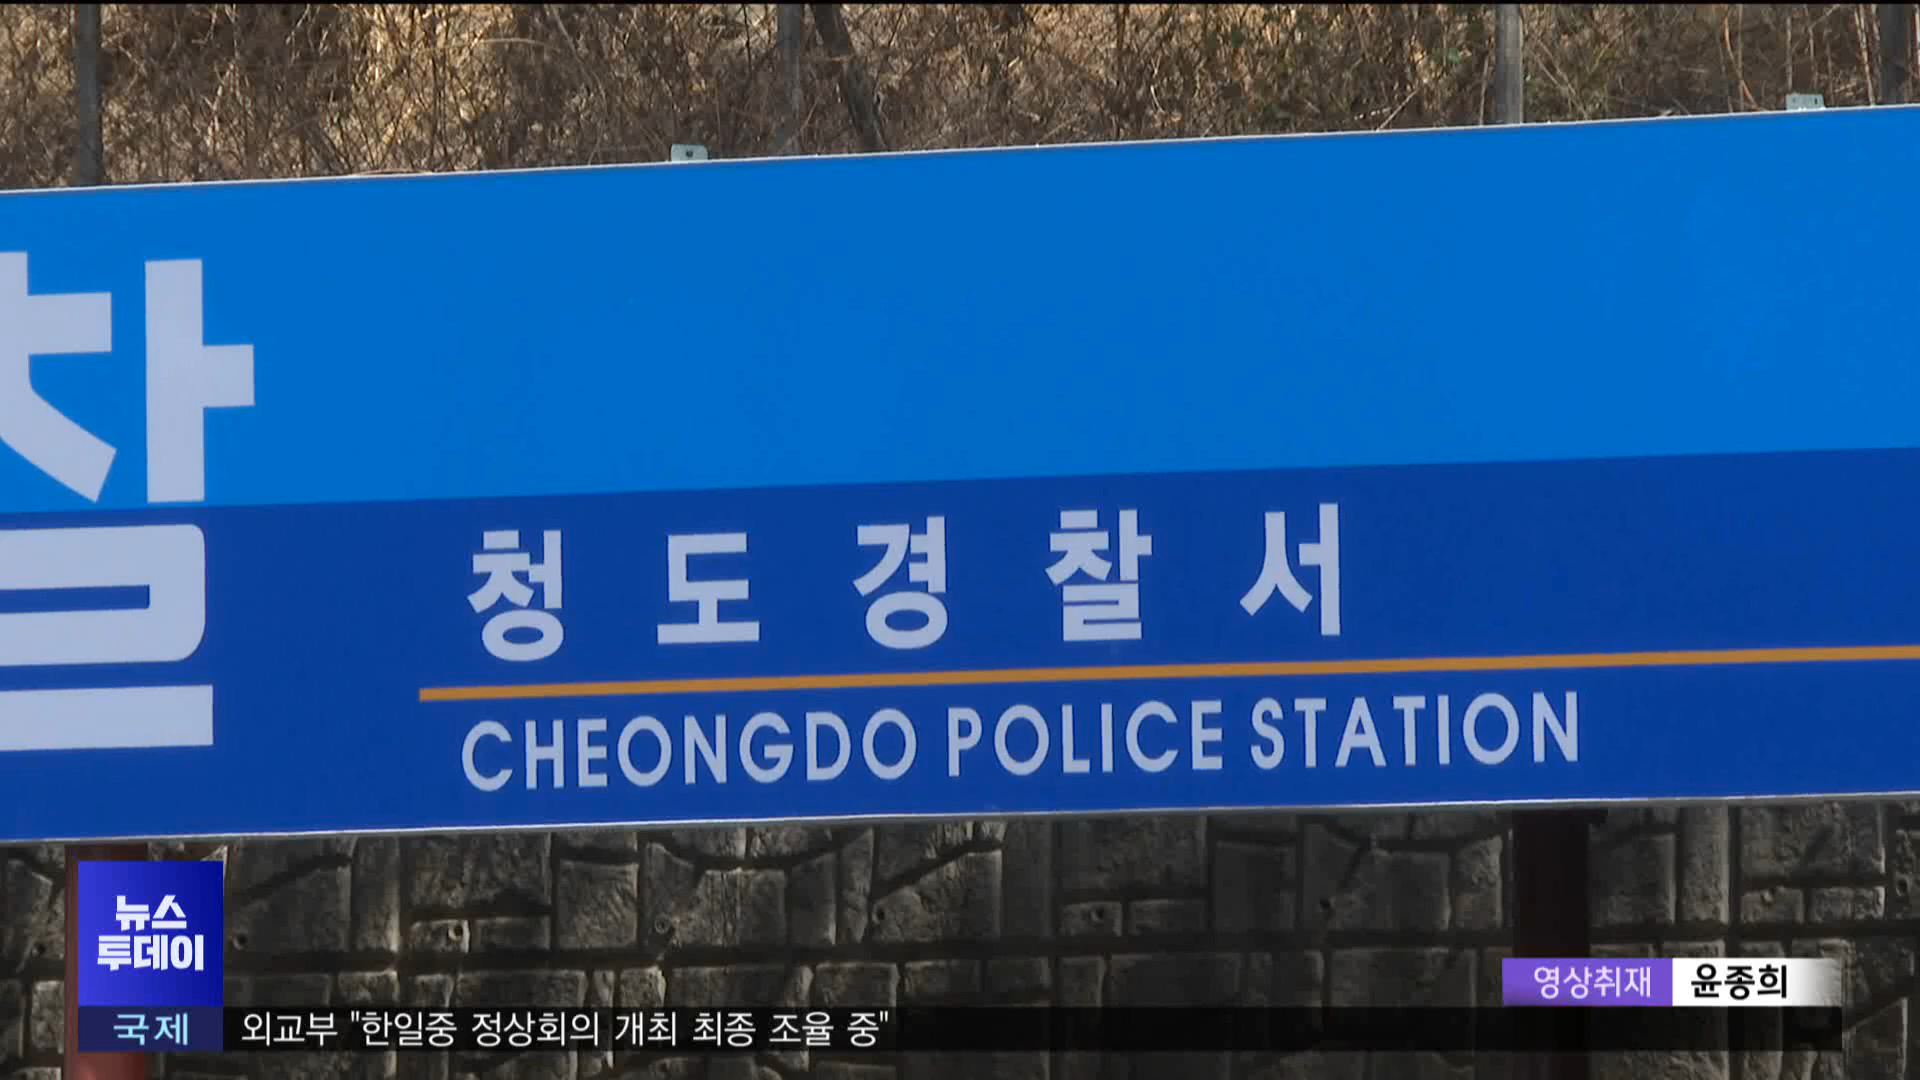 찰
청도경찰서
CHEONGDO POLICE STATION
뉴스
투데이
영상취재 윤종희
국제 외교부 "한일중 정상회의 개최 최종 조율 중"